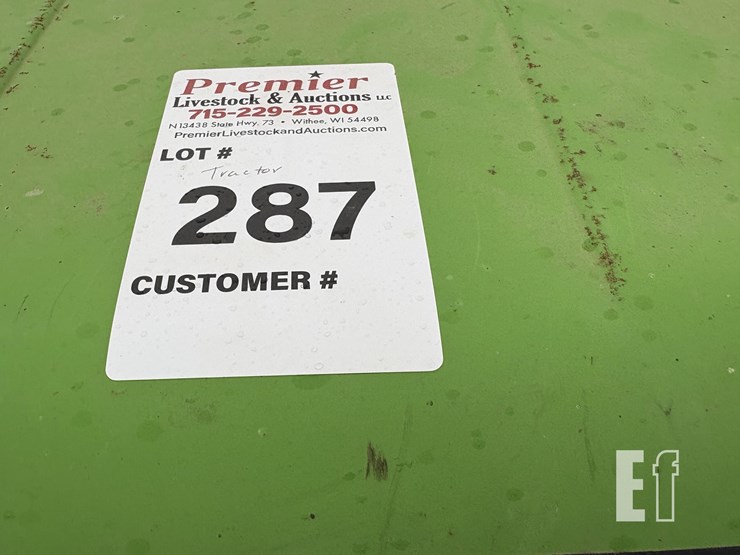 Premier
Livestock & Auctions LLC
715-229-2500
N13438 State Hwy. 73 • Withee, WI 54498
PremierLivestockandAuctions.com
LOT #
Tractor
287
CUSTOMER #
Ef